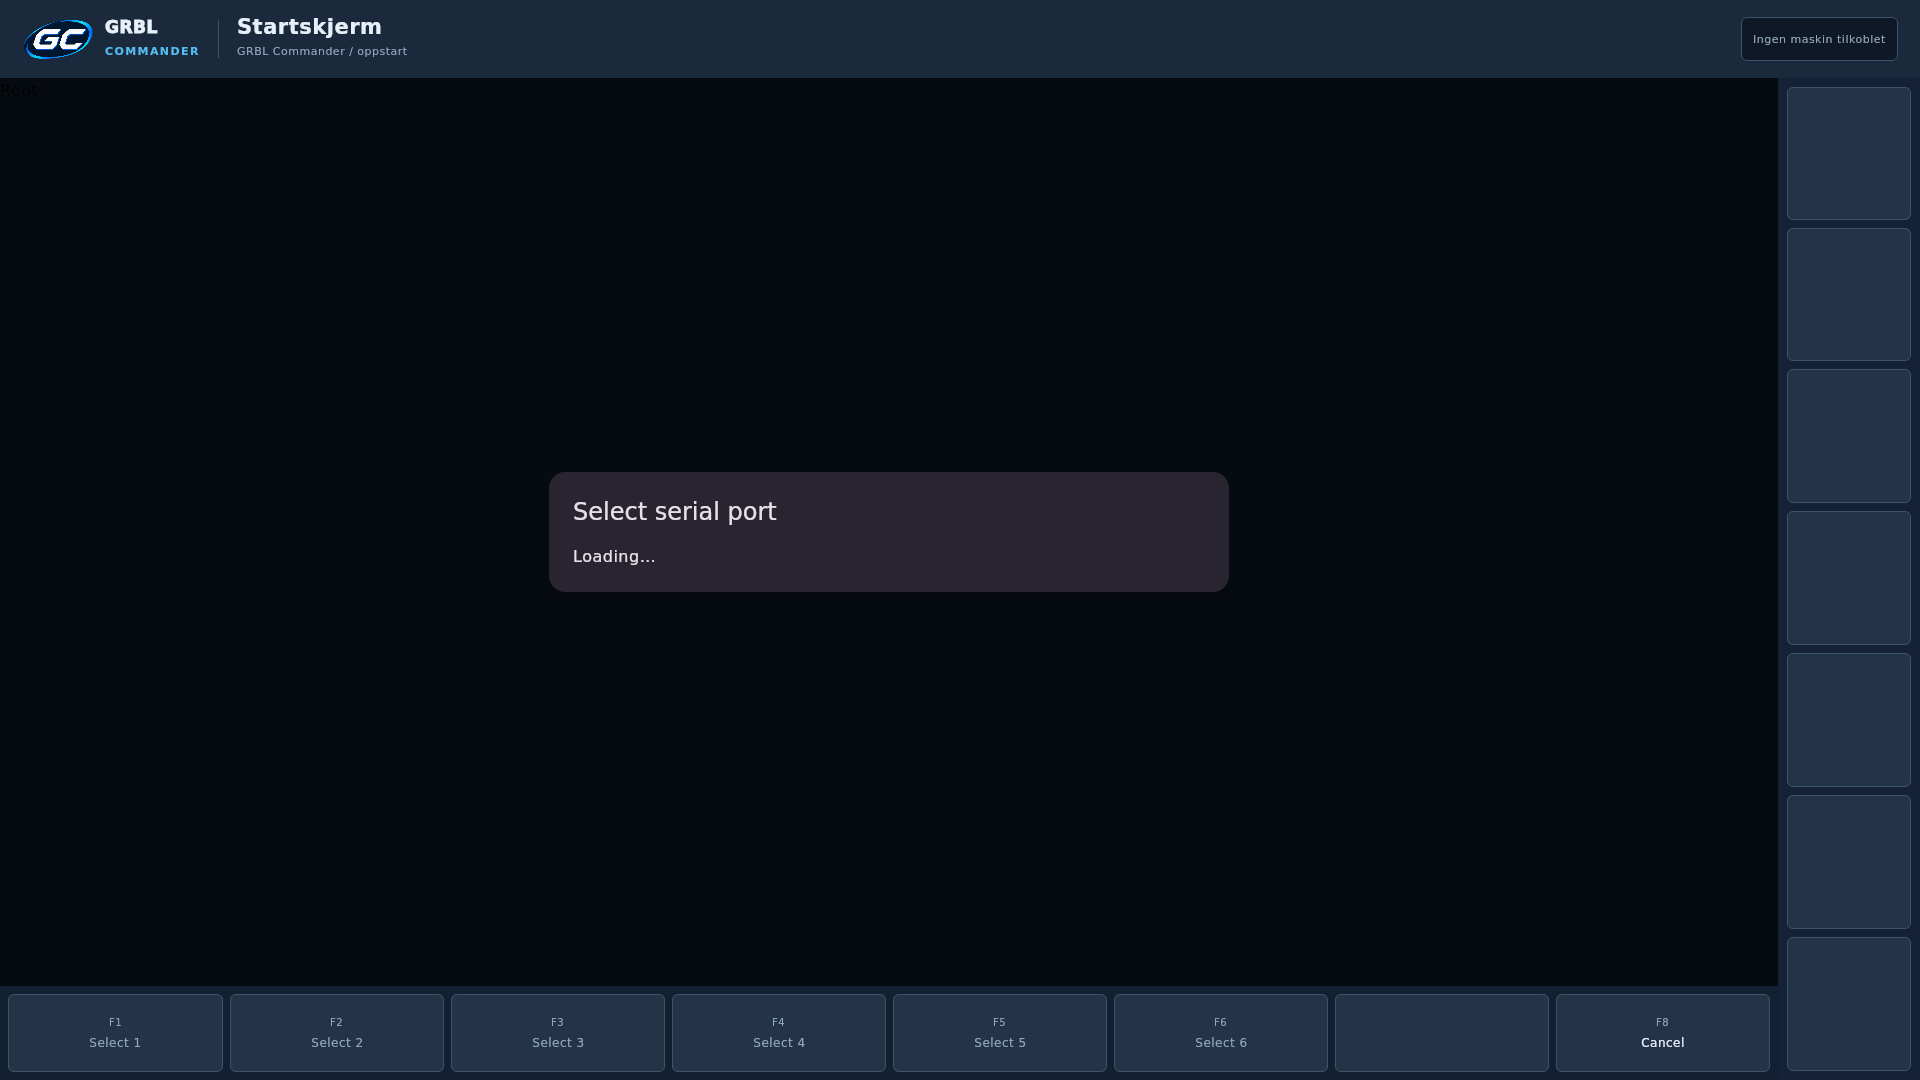 GC
GRBL
COMMANDER
Startskjerm
GRBL Commander / oppstart
Ingen maskin tilkoblet
Root
Select serial port
Loading...
F1
Select 1
F2
Select 2
F3
Select 3
F4
Select 4
F5
Select 5
F6
Select 6
F8
Cancel